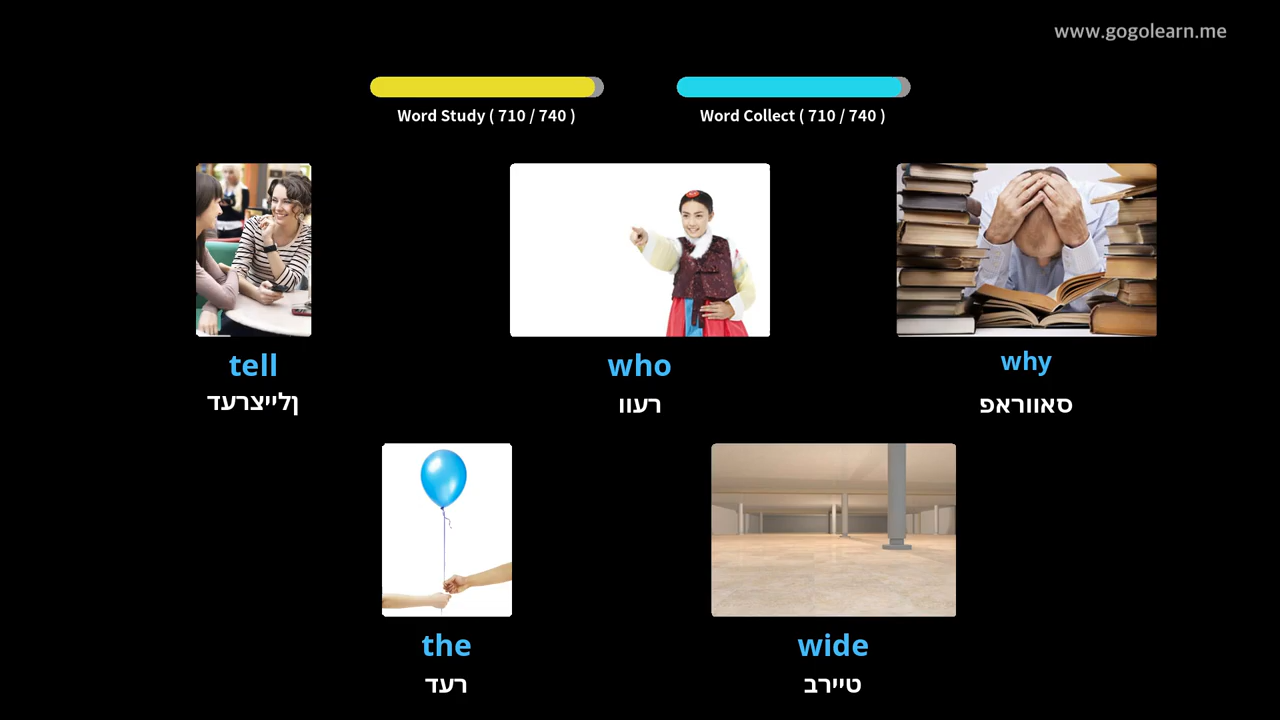 www.gogolearn.me
Word Study ( 710 / 740 )
Word Collect ( 710 / 740 )
tell
דערציילן
who
ווער
why
פארוואס
the
דער
wide
ברייט